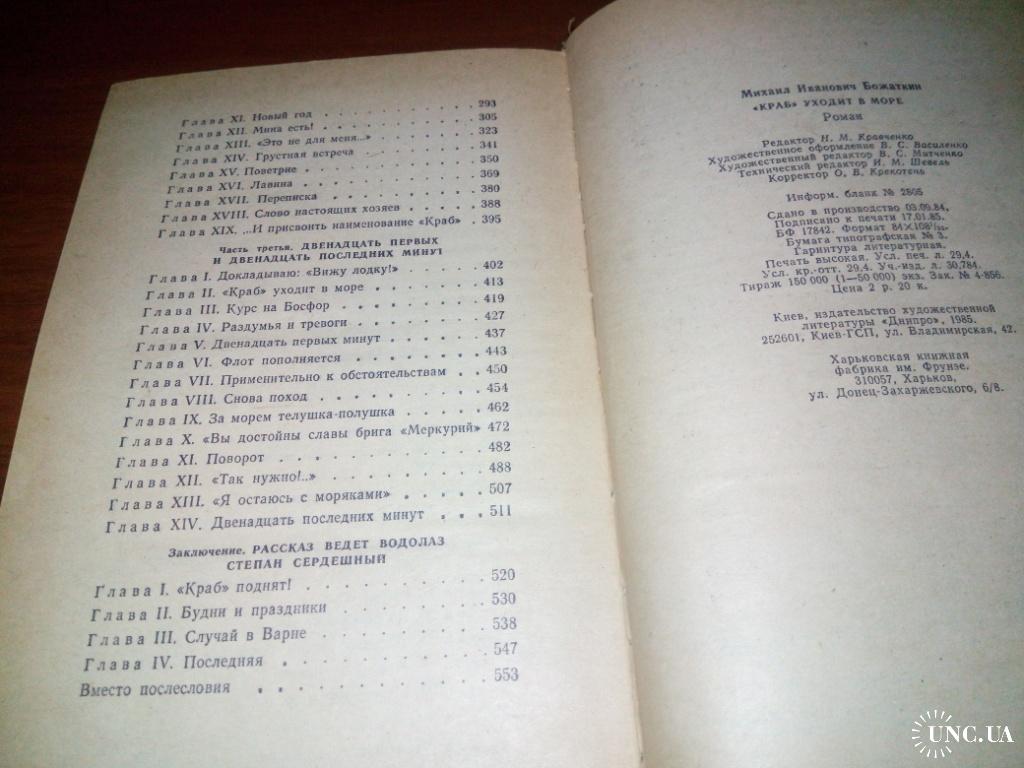 Глава XI. Новый год . . . . . . . . . . 293
Глава XII. Мина есть! . . . . . . . . . . 305
Глава XIII. «Это не для меня...» . . . . . . . 323
Глава XIV. Грустная встреча . . . . . . . . 341
Глава XV. Поветрие . . . . . . . . . . 350
Глава XVI. Лавина . . . . . . . . . . 369
Глава XVII. Переписка . . . . . . . . . 380
Глава XVIII. Слово настоящих хозяев . . . . . 388
Глава XIX. ...И присвоить наименование «Краб» . 395
Часть третья. ДВЕНАДЦАТЬ ПЕРВЫХ
И ДВЕНАДЦАТЬ ПОСЛЕДНИХ МИНУТ
Глава I. Докладываю: «Вижу лодку!» . . . . . 402
Глава II. «Краб» уходит в море . . . . . . . 413
Глава III. Курс на Босфор . . . . . . . . 419
Глава IV. Раздумья и тревоги . . . . . . . 427
Глава V. Двенадцать первых минут . . . . . 437
Глава VI. Флот пополняется . . . . . . . 443
Глава VII. Применительно к обстоятельствам . . 450
Глава VIII. Снова поход . . . . . . . . . 454
Глава IX. За морем телушка-полушка . . . . 462
Глава X. «Вы достойны славы брига «Меркурий» 472
Глава XI. Поворот . . . . . . . . . . 482
Глава XII. «Так нужно!..» . . . . . . . . 488
Глава XIII. «Я остаюсь с моряками» . . . . . 507
Глава XIV. Двенадцать последних минут . . . 511
Заключение. РАССКАЗ ВЕДЕТ ВОДОЛАЗ
СТЕПАН СЕРДЕШНЫЙ
Глава I. «Краб» поднят! . . . . . . . . . 520
Глава II. Будни и праздники . . . . . . . 530
Глава III. Случай в Варне . . . . . . . . 538
Глава IV. Последняя . . . . . . . . . . 547
Вместо послесловия . . . . . . . . . . 553
Михаил Иванович Божаткин
«КРАБ» УХОДИТ В МОРЕ
Роман
Редактор Н. М. Кравченко
Художественное оформление В. С. Василенко
Художественный редактор В. С. Митченко
Технический редактор И. М. Шевель
Корректор О. В. Крекотень
Информ. бланк № 2805
Сдано в производство 03.09.84.
Подписано к печати 17.01.85.
БФ 17842. Формат 84×108¹/₃₂.
Бумага типографская № 3.
Гарнитура литературная.
Печать высокая. Усл. печ. л. 29,4.
Усл. кр.-отт. 29,4. Уч.-изд. л. 30,784.
Тираж 150 000 (1—50 000) экз. Зак. № 4-856.
Цена 2 р. 20 к.
Киев, издательство художественной
литературы «Днипро», 1985.
252601, Киев-ГСП, ул. Владимирская, 42.
Харьковская книжная
фабрика им. Фрунзе.
310057, Харьков,
ул. Донец-Захаржевского, 6/8.
UNC.UA